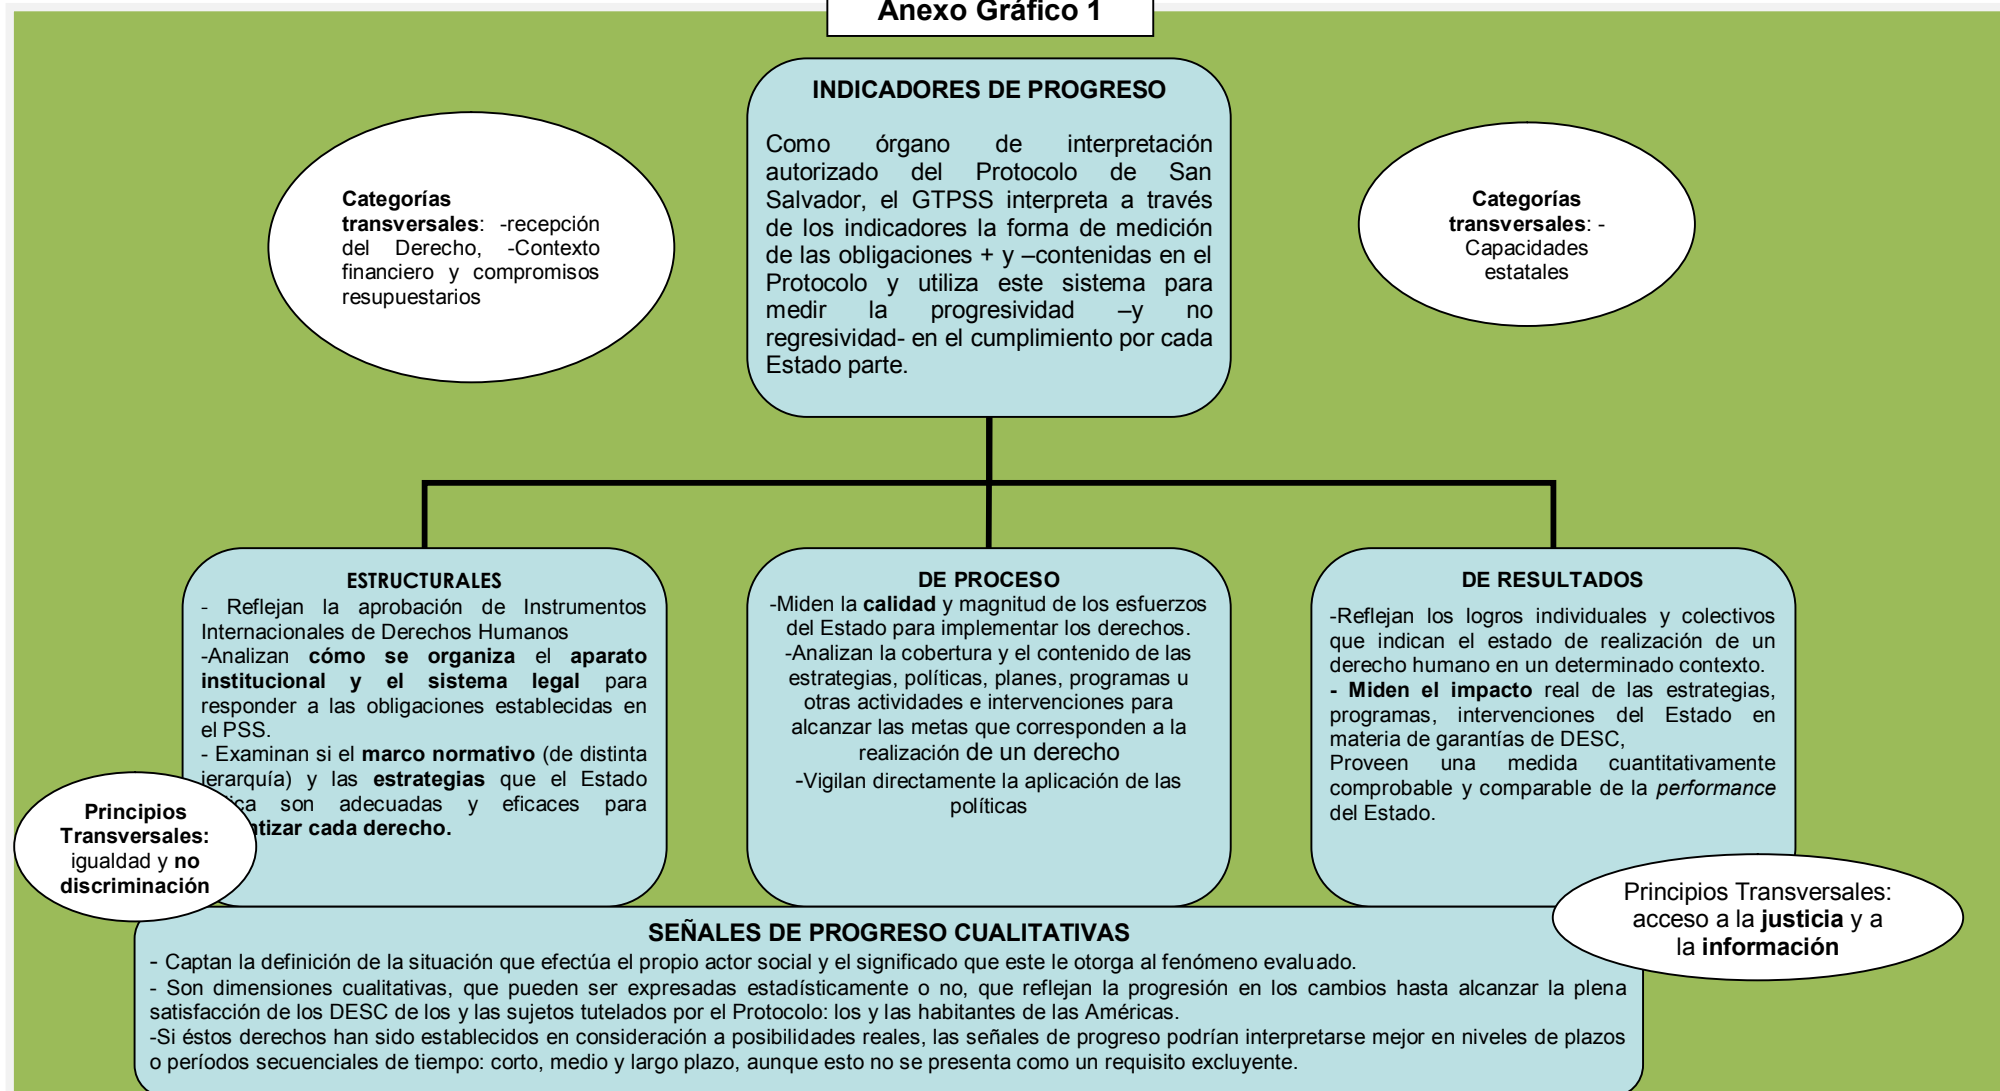 Anexo Gráfico 1
INDICADORES DE PROGRESO
Como órgano de interpretación
autorizado del Protocolo de San
Salvador, el GTPSS interpreta a través
de los indicadores la forma de medición
de las obligaciones + y –contenidas en el
Protocolo y utiliza este sistema para
medir la progresividad –y no
regresividad- en el cumplimiento por cada
Estado parte.
Categorías
transversales: -recepción
del Derecho, -Contexto
financiero y compromisos
resupuestarios
Categorías
transversales: -
Capacidades
estatales
ESTRUCTURALES
- Reflejan la aprobación de Instrumentos
Internacionales de Derechos Humanos
-Analizan cómo se organiza el aparato
institucional y el sistema legal para
responder a las obligaciones establecidas en
el PSS.
- Examinan si el marco normativo (de distinta
jerarquía) y las estrategias que el Estado
son adecuadas y eficaces para
cada derecho.
DE PROCESO
-Miden la calidad y magnitud de los esfuerzos
del Estado para implementar los derechos.
-Analizan la cobertura y el contenido de las
estrategias, políticas, planes, programas u
otras actividades e intervenciones para
alcanzar las metas que corresponden a la
realización de un derecho
-Vigilan directamente la aplicación de las
políticas
DE RESULTADOS
-Reflejan los logros individuales y colectivos
que indican el estado de realización de un
derecho humano en un determinado contexto.
- Miden el impacto real de las estrategias,
programas, intervenciones del Estado en
materia de garantías de DESC,
Proveen una medida cuantitativamente
comprobable y comparable de la performance
del Estado.
Principios
Transversales:
igualdad y no
discriminación
Principios Transversales:
acceso a la justicia y a
la información
SEÑALES DE PROGRESO CUALITATIVAS
- Captan la definición de la situación que efectúa el propio actor social y el significado que este le otorga al fenómeno evaluado.
- Son dimensiones cualitativas, que pueden ser expresadas estadísticamente o no, que reflejan la progresión en los cambios hasta alcanzar la plena
satisfacción de los DESC de los y las sujetos tutelados por el Protocolo: los y las habitantes de las Américas.
-Si éstos derechos han sido establecidos en consideración a posibilidades reales, las señales de progreso podrían interpretarse mejor en niveles de plazos
o períodos secuenciales de tiempo: corto, medio y largo plazo, aunque esto no se presenta como un requisito excluyente.